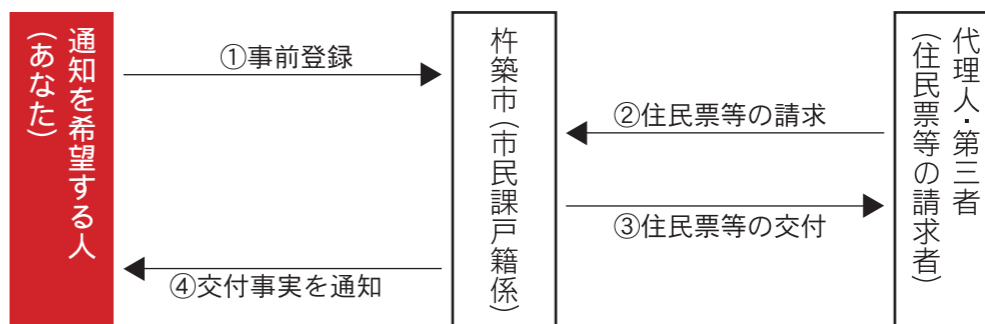 通知を希望する人
（あなた）
①事前登録
④交付事実を通知
杵築市（市民課戸籍係）
②住民票等の請求
③住民票等の交付
代理人・第三者
（住民票等の請求者）